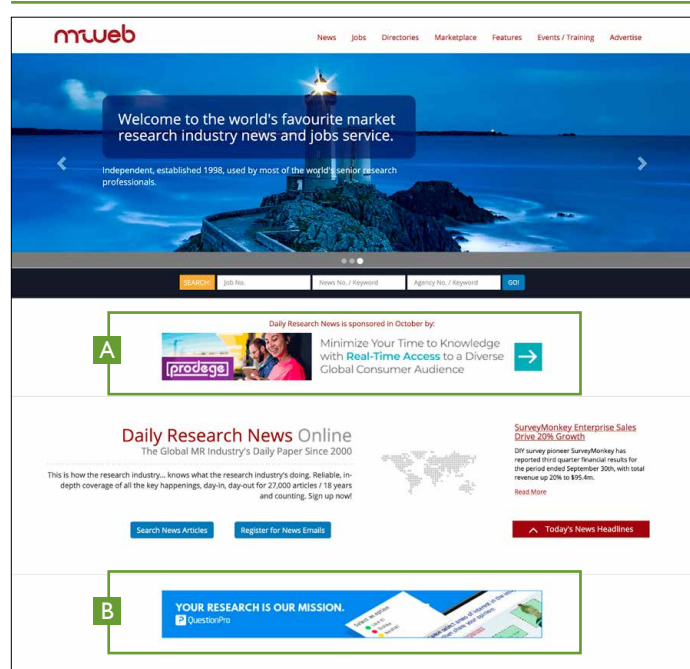 mrweb
News Jobs Directories Marketplace Features Events / Training Advertise
Welcome to the world's favourite market
research industry news and jobs service.
Independent, established 1998, used by most of the world's senior research
professionals.
SEARCH: Job No. News No. / Keyword Agency No. / Keyword GO!
A
Daily Research News is sponsored in October by:
prodege
Minimize Your Time to Knowledge
with Real-Time Access to a Diverse
Global Consumer Audience
Daily Research News Online
The Global MR Industry's Daily Paper Since 2000
This is how the research industry... knows what the research industry's doing. Reliable, in-
depth coverage of all the key happenings, day-in, day-out for 27,000 articles / 18 years
and counting. Sign up now!
Search News Articles Register for News Emails
SurveyMonkey Enterprise Sales
Drive 20% Growth
DIY survey pioneer SurveyMonkey has
reported third quarter financial results for
the period ended September 30th, with total
revenue up 20% to $95.4m.
Read More
Today's News Headlines
B
YOUR RESEARCH IS OUR MISSION.
QuestionPro
Select an option